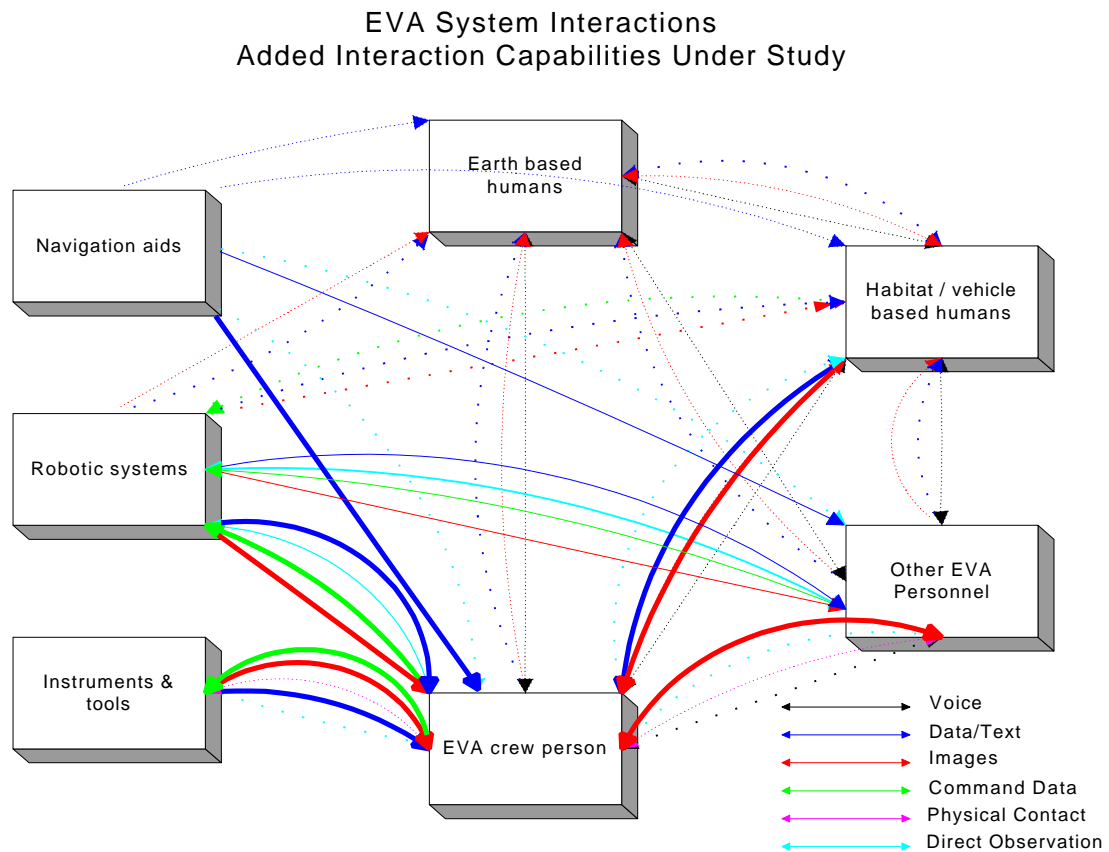 EVA System Interactions
Added Interaction Capabilities Under Study
Earth based
humans
Navigation aids
Habitat / vehicle
based humans
Robotic systems
Other EVA
Personnel
Instruments &
tools
EVA crew person
Voice
Data/Text
Images
Command Data
Physical Contact
Direct Observation